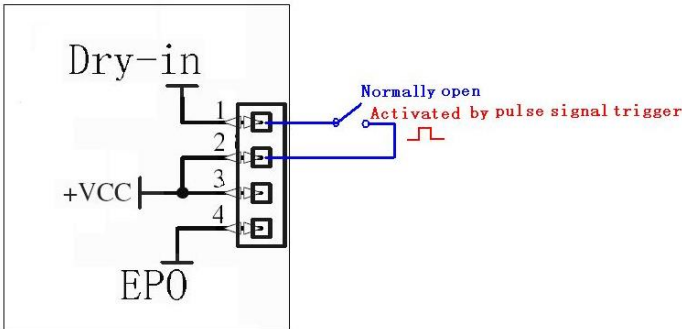 Dry-in
Normally open
1
Activated by pulse signal trigger
2
+VCC
3
4
EPO